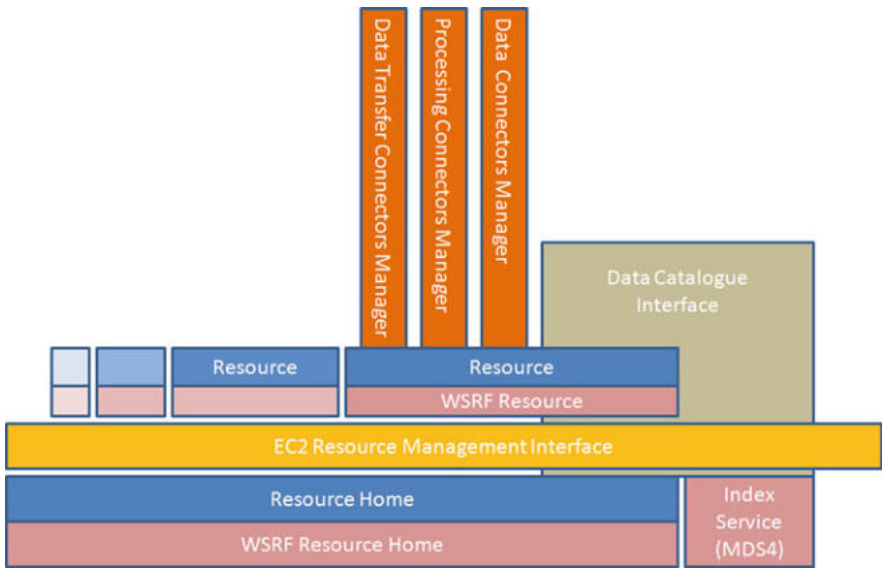 Data Transfer Connectors Manager
Processing Connectors Manager
Data Connectors Manager
Data Catalogue
Interface
Resource
Resource
WSRF Resource
EC2 Resource Management Interface
Resource Home
WSRF Resource Home
Index
Service
(MDS4)